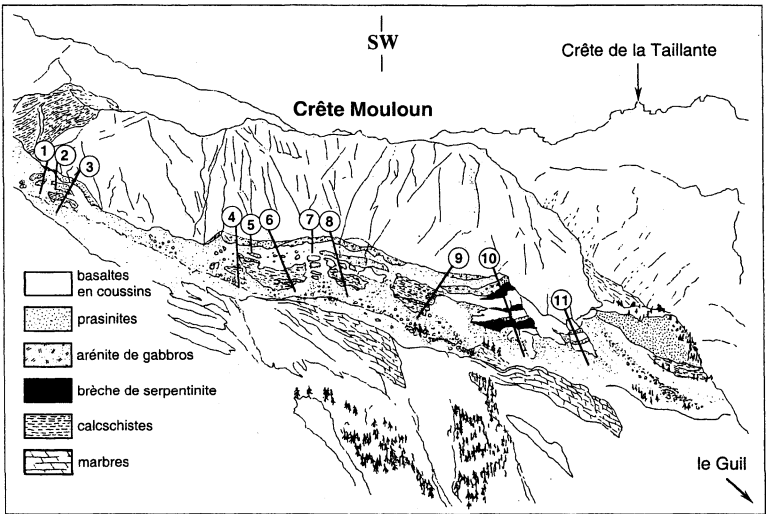 SW
Crête de la Taillante
Crête Mouloun
1 2 3
4 5 6 7 8
9 10 11
basaltes
en coussins
prasinites
arénite de gabbros
brèche de serpentinite
calcschistes
marbres
le Guil